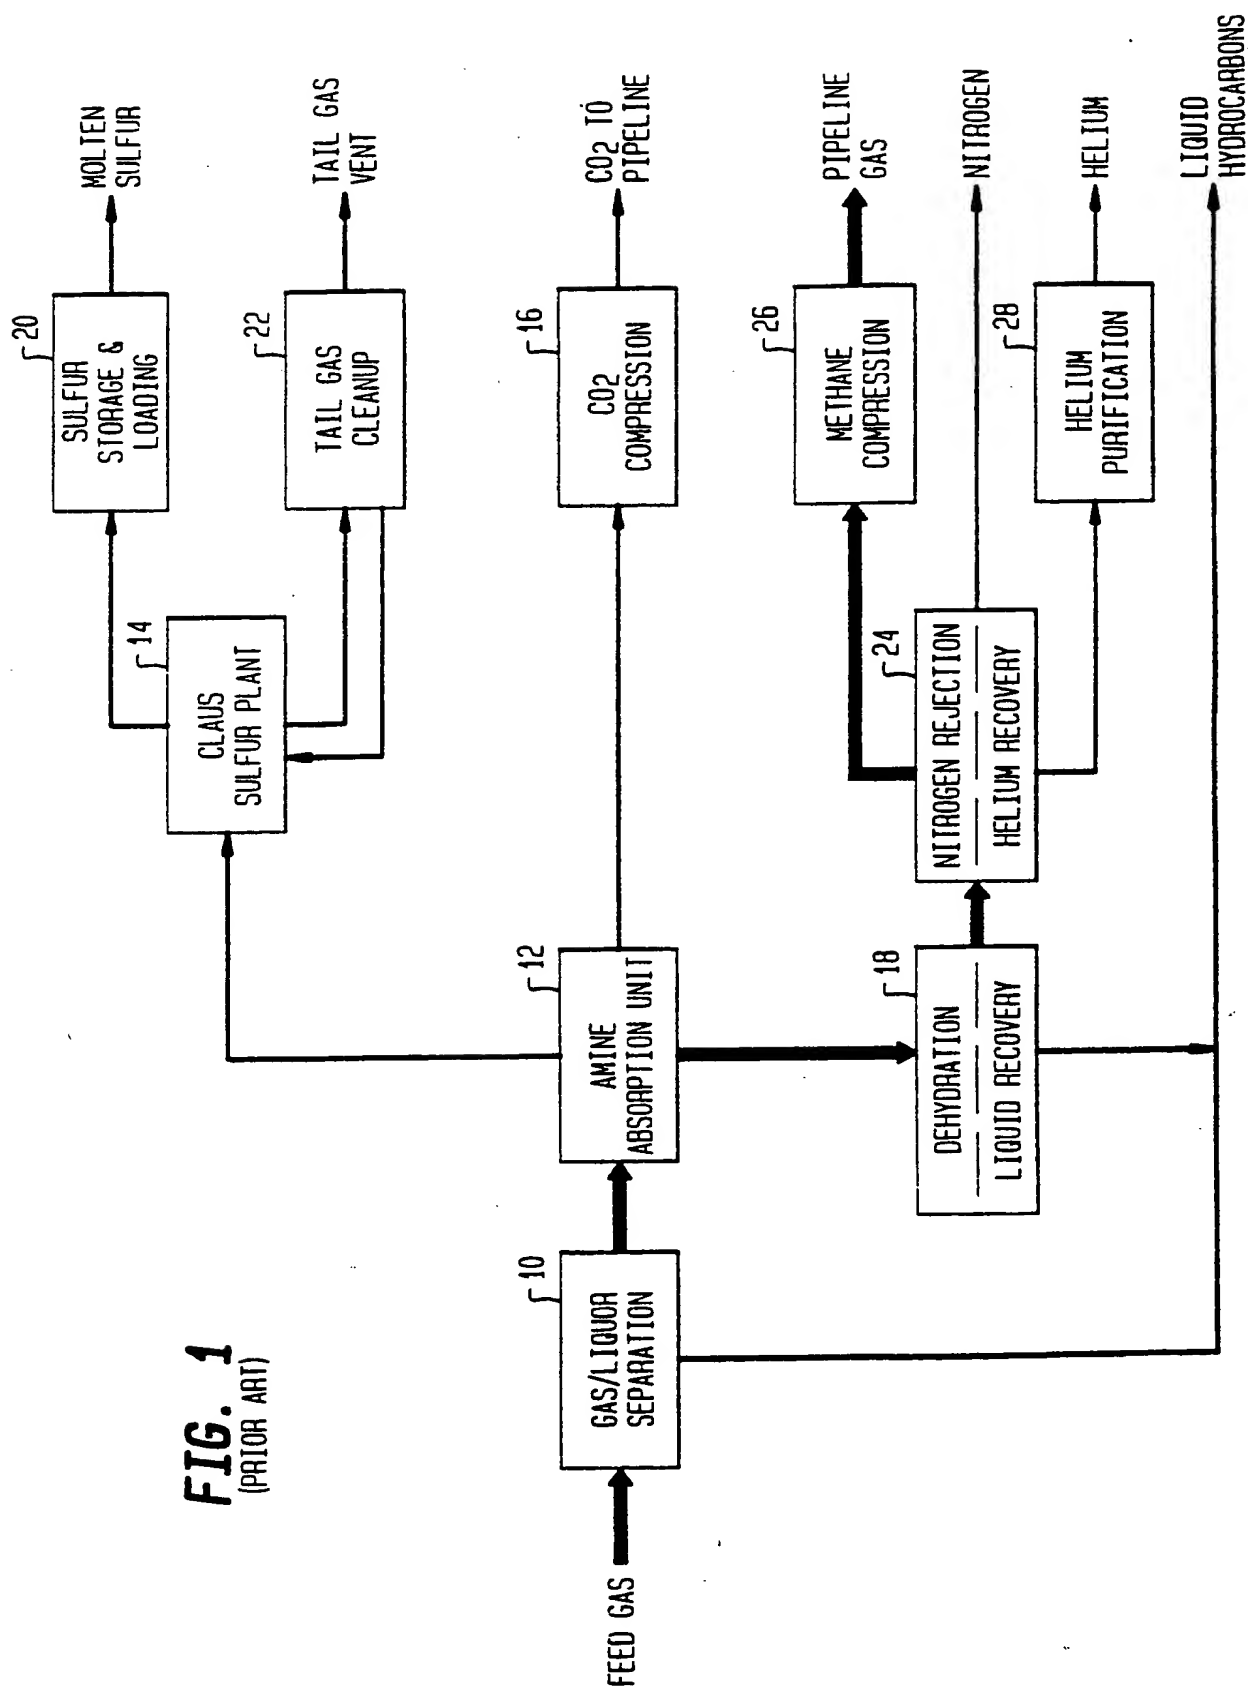 FIG. 1
(PRIOR ART)
FEED GAS
10
GAS/LIQUOR
SEPARATION
12
AMINE
ABSORPTION UNIT
14
CLAUS
SULFUR PLANT
20
SULFUR
STORAGE &
LOADING
MOLTEN
SULFUR
22
TAIL GAS
CLEANUP
TAIL GAS
VENT
16
CO2
COMPRESSION
CO2 TO
PIPELINE
18
DEHYDRATION
LIQUID RECOVERY
24
NITROGEN REJECTION
HELIUM RECOVERY
26
METHANE
COMPRESSION
PIPELINE
GAS
NITROGEN
28
HELIUM
PURIFICATION
HELIUM
LIQUID
HYDROCARBONS